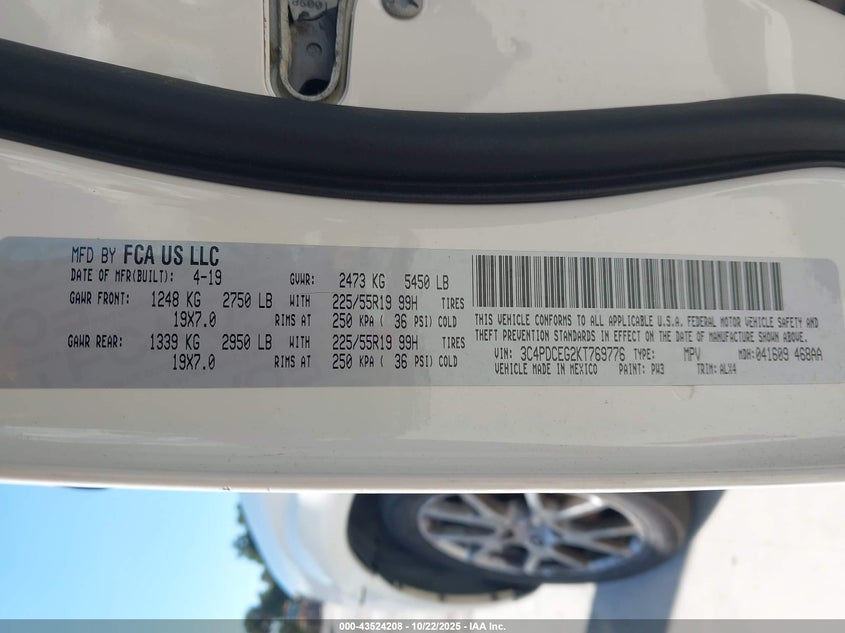 MFD BY FCA US LLC
DATE OF MFR(BUILT): 4-19 GVWR: 2473 KG 5450 LB
GAWR FRONT: 1248 KG 2750 LB WITH 225/55R19 99H TIRES
19X7.0 RIMS AT 250 KPA ( 36 PSI) COLD
GAWR REAR: 1339 KG 2950 LB WITH 225/55R19 99H TIRES
19X7.0 RIMS AT 250 KPA ( 36 PSI) COLD
THIS VEHICLE CONFORMS TO ALL APPLICABLE U.S.A. FEDERAL MOTOR VEHICLE SAFETY AND
THEFT PREVENTION STANDARDS IN EFFECT ON THE DATE OF MANUFACTURE SHOWN ABOVE.
VIN: 3C4PDCEG2KT769776 TYPE: MPV MDH: 041609 468AA
VEHICLE MADE IN MEXICO PAINT: PW3 TRIM: ALX4
000-43524208 - 10/22/2025 - IAA Inc.